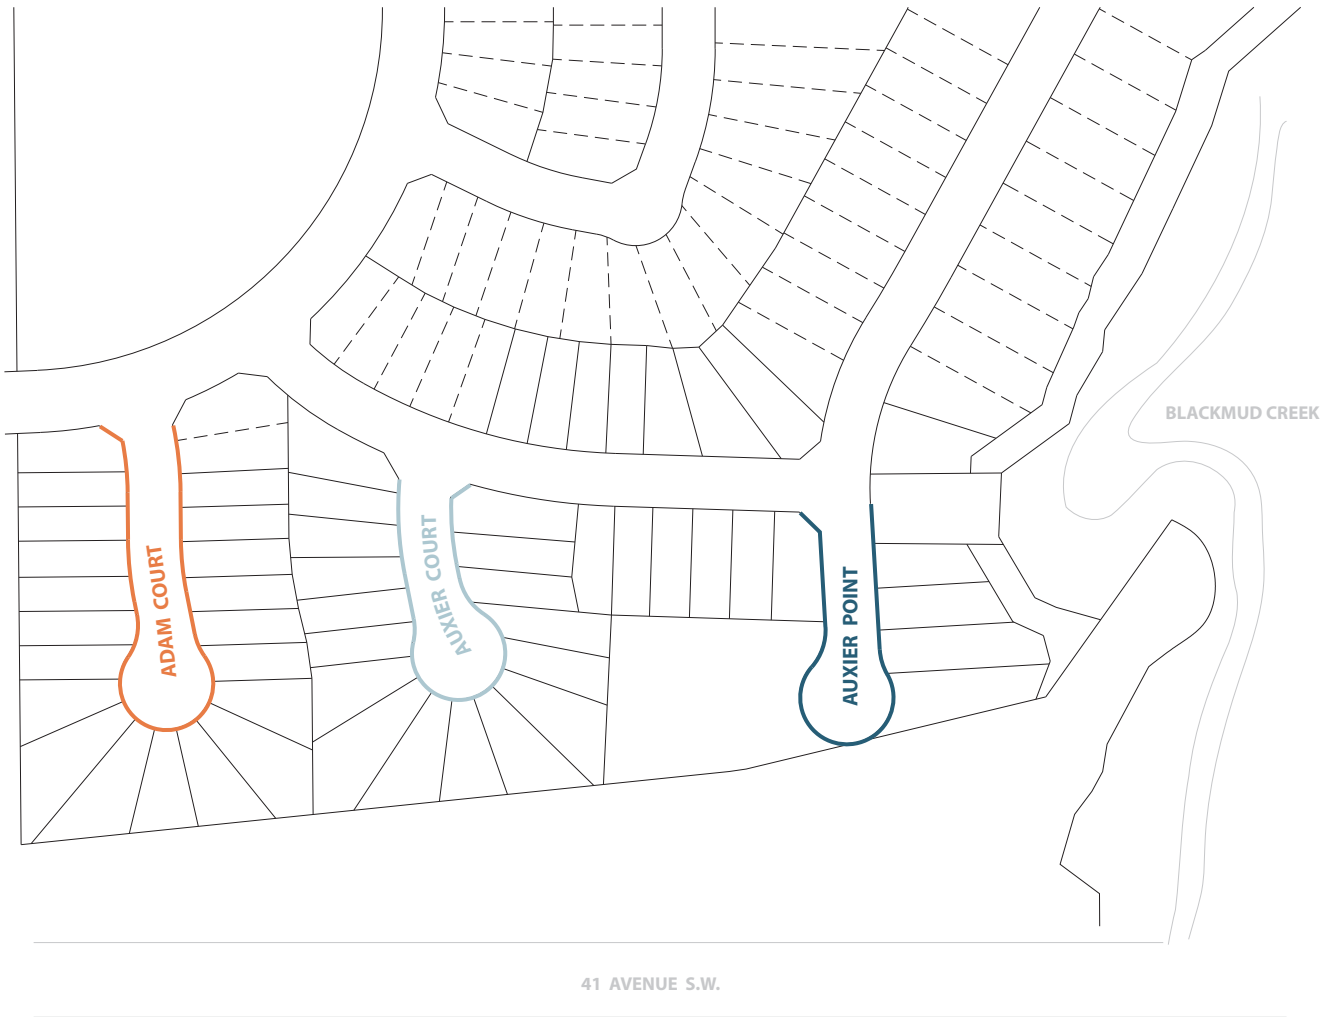 BLACKMUD CREEK
ADAM COURT
AUXIER COURT
AUXIER POINT
41 AVENUE S.W.